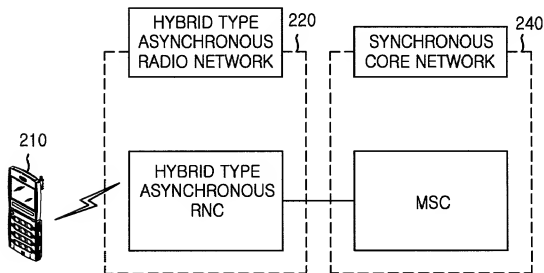 HYBRID TYPE
ASYNCHRONOUS
RADIO NETWORK
220
SYNCHRONOUS
CORE NETWORK
240
210
HYBRID TYPE
ASYNCHRONOUS
RNC
MSC